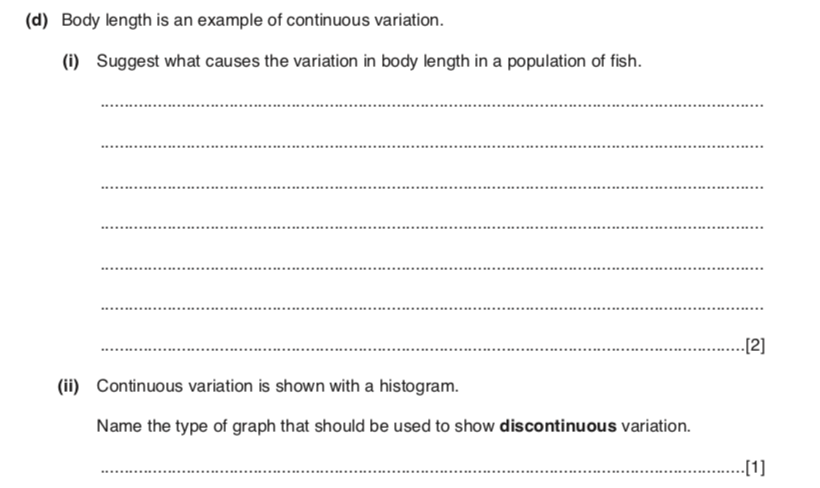 (d) Body length is an example of continuous variation.
(i) Suggest what causes the variation in body length in a population of fish.
[2]
(ii) Continuous variation is shown with a histogram.
Name the type of graph that should be used to show discontinuous variation.
[1]